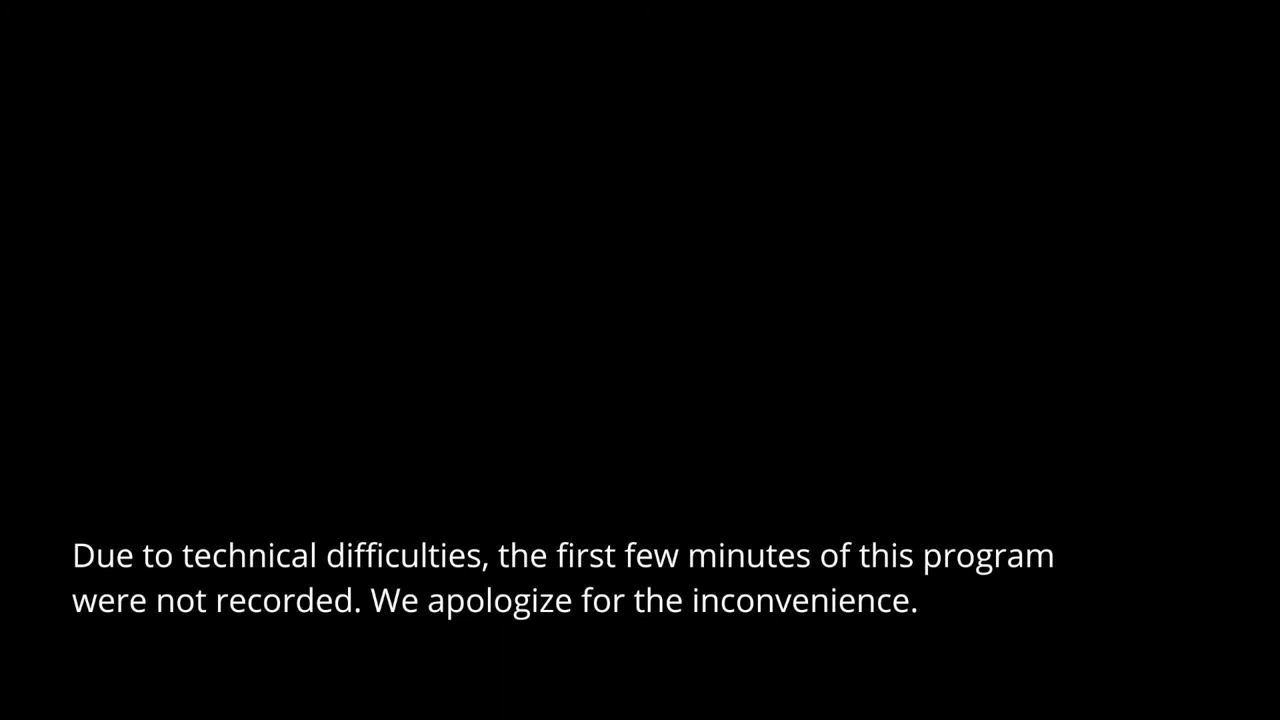 Due to technical difficulties, the first few minutes of this program
were not recorded. We apologize for the inconvenience.